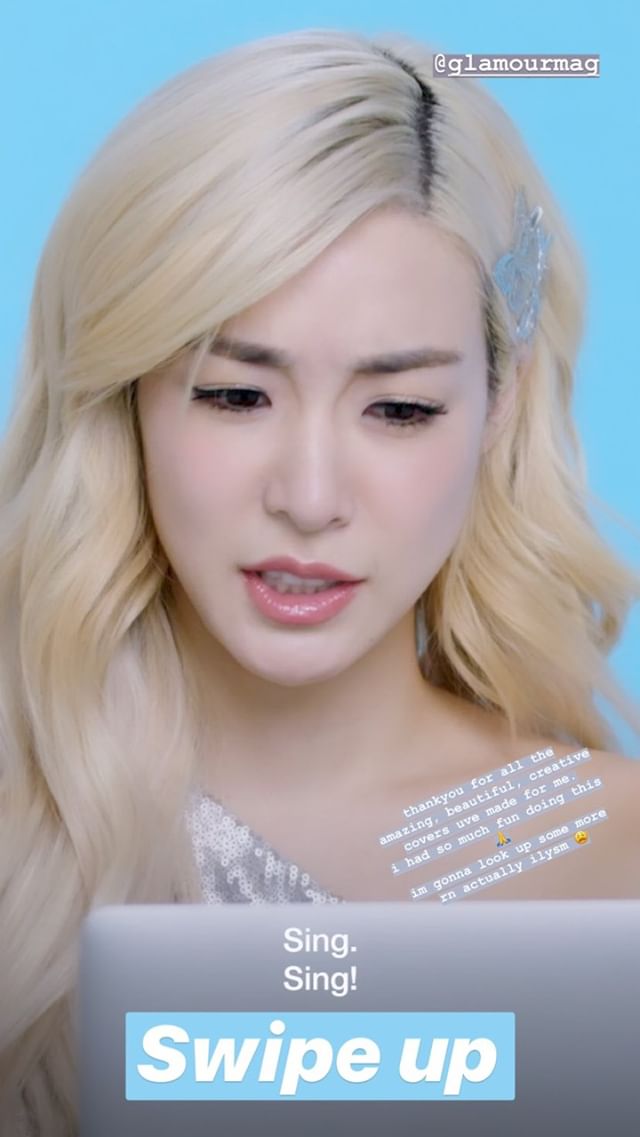 @glamourmag
thankyou for all the
amazing, beautiful, creative
covers uve made for me.
i had so much fun doing this
🙏
im gonna look up some more
rn actually ilysm 😩
Sing.
Sing!
Swipe up